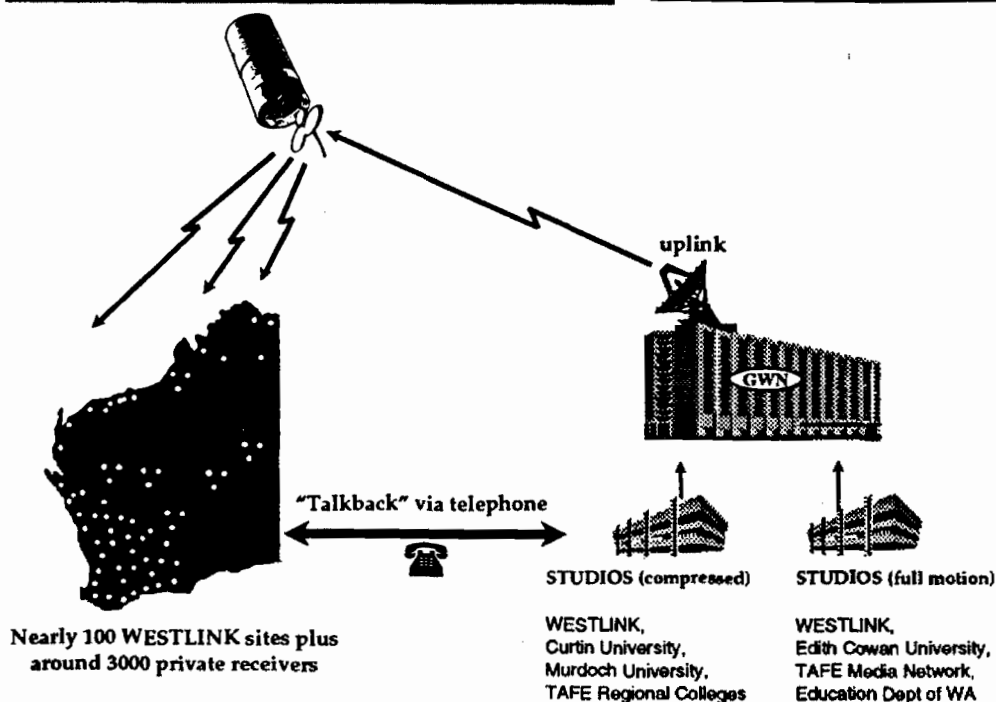 uplink
GWN
"Talkback" via telephone
Nearly 100 WESTLINK sites plus
around 3000 private receivers
STUDIOS (compressed)
WESTLINK,
Curtin University,
Murdoch University,
TAFE Regional Colleges
STUDIOS (full motion)
WESTLINK,
Edith Cowan University,
TAFE Media Network,
Education Dept of WA